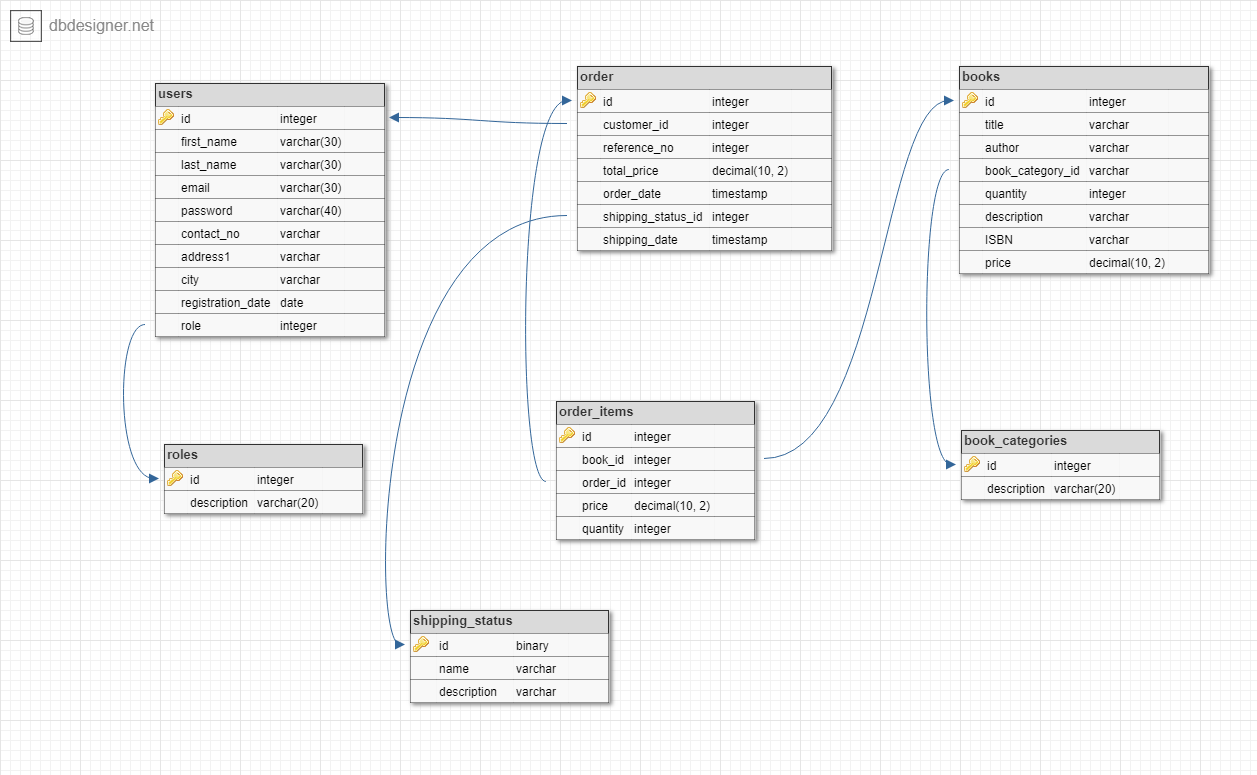 dbdesigner.net
users
id integer
first_name varchar(30)
last_name varchar(30)
email varchar(30)
password varchar(40)
contact_no varchar
address1 varchar
city varchar
registration_date date
role integer
order
id integer
customer_id integer
reference_no integer
total_price decimal(10, 2)
order_date timestamp
shipping_status_id integer
shipping_date timestamp
books
id integer
title varchar
author varchar
book_category_id varchar
quantity integer
description varchar
ISBN varchar
price decimal(10, 2)
roles
id integer
description varchar(20)
order_items
id integer
book_id integer
order_id integer
price decimal(10, 2)
quantity integer
book_categories
id integer
description varchar(20)
shipping_status
id binary
name varchar
description varchar